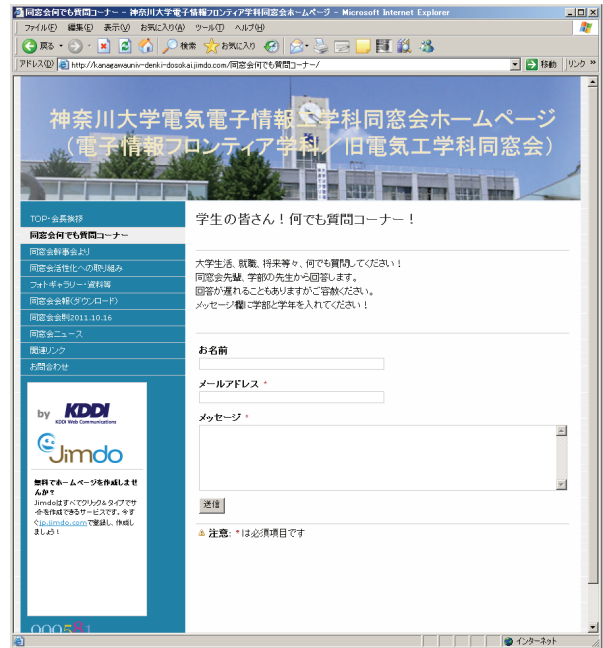 同窓会何でも質問コーナー - 神奈川大学電子情報フロンティア学科同窓会ホームページ - Microsoft Internet Explorer
ファイル(F) 編集(E) 表示(V) お気に入り(A) ツール(T) ヘルプ(H)
戻る 検索 お気に入り
アドレス(D) http://kanagawauniv-denki-dosokai.jimdo.com/同窓会何でも質問コーナー/ 移動 リンク »
神奈川大学電気電子情報工学科同窓会ホームページ
(電子情報フロンティア学科/旧電気工学科同窓会)
TOP・会長挨拶
同窓会何でも質問コーナー
同窓会幹事会より
同窓会活性化への取り組み
フォトギャラリー・資料等
同窓会会報(ダウンロード)
同窓会会則2011.10.16
同窓会ニュース
関連リンク
お問合わせ
by KDDI
KDDI Web Communications
Jimdo
無料でホームページを作成しませ
んか?
Jimdoはすべてクリック&タイプでサ
イトを作成できるサービスです。今す
ぐjp.jimdo.comで登録し、作成し
ましょう!
000581
学生の皆さん!何でも質問コーナー!
大学生活、就職、将来等々、何でも質問してください!
同窓会先輩、学部の先生から回答します。
回答が遅れることもありますがご容赦ください。
メッセージ欄に学部と学年を入れてください!
お名前
メールアドレス *
メッセージ *
送信
注意: *は必須項目です
インターネット